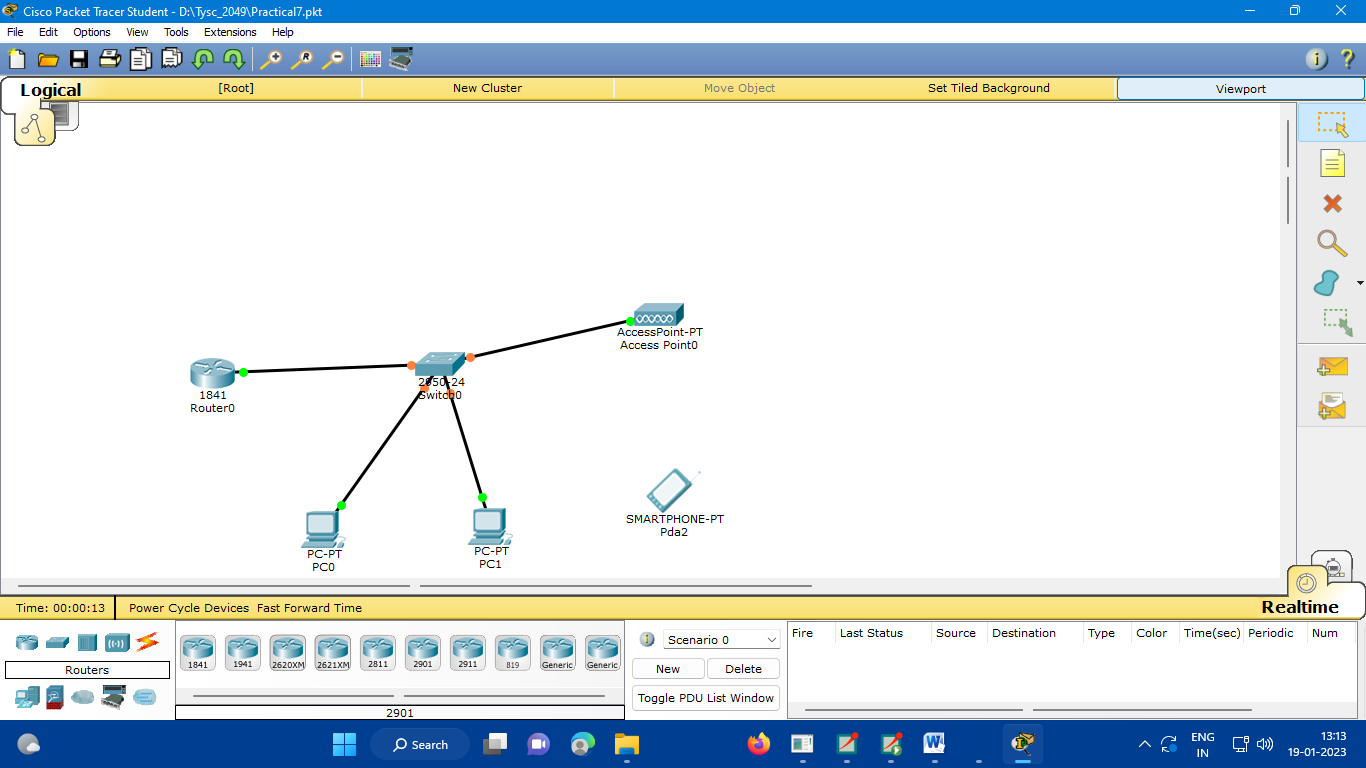 Cisco Packet Tracer Student - D:\Tysc_2049\Practical7.pkt
File Edit Options View Tools Extensions Help
Logical [Root] New Cluster Move Object Set Tiled Background Viewport
AccessPoint-PT
Access Point0
1841
Router0
2950-24
Switch0
SMARTPHONE-PT
Pda2
PC-PT
PC0
PC-PT
PC1
Time: 00:00:13 Power Cycle Devices Fast Forward Time Realtime
Routers
1841 1941 2620XM 2621XM 2811 2901 2911 819 Generic Generic
2901
Scenario 0
New Delete
Toggle PDU List Window
Fire Last Status Source Destination Type Color Time(sec) Periodic Num
Search
ENG
IN
13:13
19-01-2023